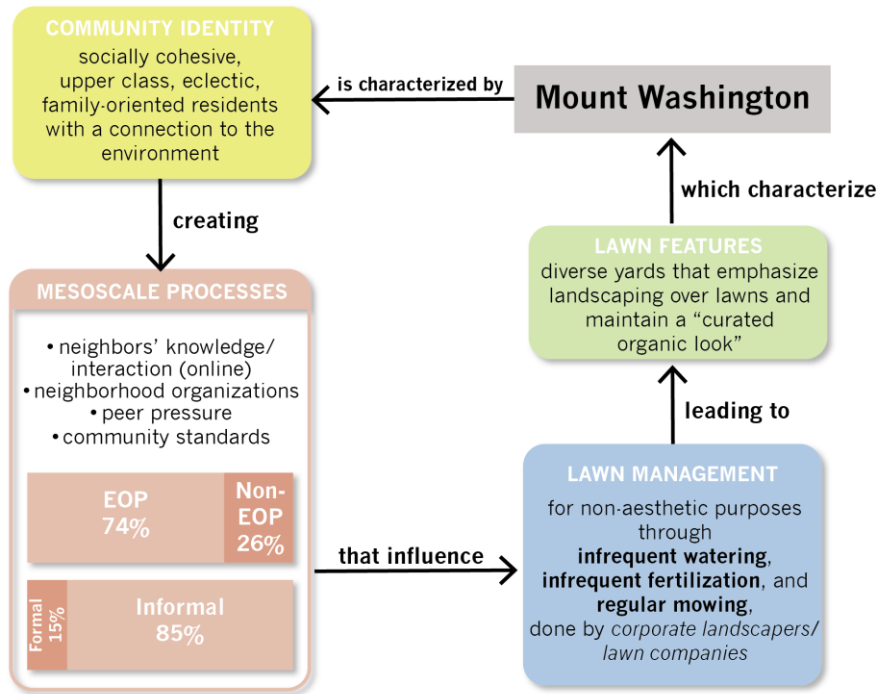 COMMUNITY IDENTITY
socially cohesive,
upper class, eclectic,
family-oriented residents
with a connection to the
environment
is characterized by
Mount Washington
creating
which characterize
MESOSCALE PROCESSES
• neighbors’ knowledge/
interaction (online)
• neighborhood organizations
• peer pressure
• community standards
EOP
74%
Non-
EOP
26%
Formal
15%
Informal
85%
that influence
LAWN FEATURES
diverse yards that emphasize
landscaping over lawns and
maintain a “curated
organic look”
leading to
LAWN MANAGEMENT
for non-aesthetic purposes
through
infrequent watering,
infrequent fertilization, and
regular mowing,
done by corporate landscapers/
lawn companies